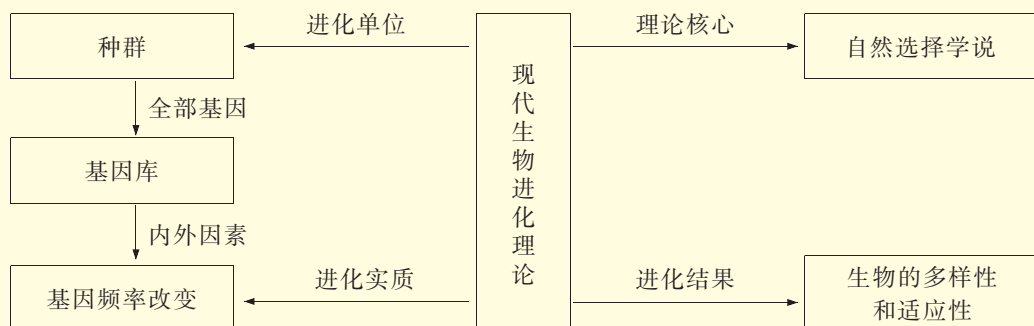 种群
进化单位
理论核心
自然选择学说
全部基因
现代生物进化理论
基因库
内外因素
基因频率改变
进化实质
进化结果
生物的多样性
和适应性